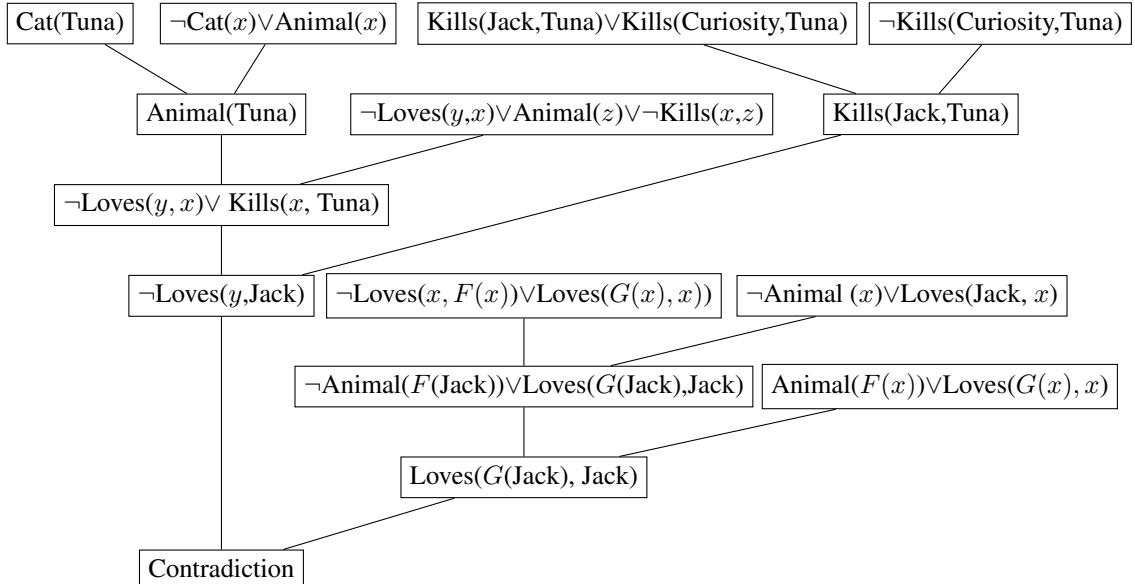 Cat(Tuna)
¬Cat(x)∨Animal(x)
Kills(Jack,Tuna)∨Kills(Curiosity,Tuna)
¬Kills(Curiosity,Tuna)
Animal(Tuna)
¬Loves(y,x)∨Animal(z)∨¬Kills(x,z)
Kills(Jack,Tuna)
¬Loves(y, x)∨ Kills(x, Tuna)
¬Loves(y,Jack)
¬Loves(x, F(x))∨Loves(G(x), x))
¬Animal (x)∨Loves(Jack, x)
¬Animal(F(Jack))∨Loves(G(Jack),Jack)
Animal(F(x))∨Loves(G(x), x)
Loves(G(Jack), Jack)
Contradiction